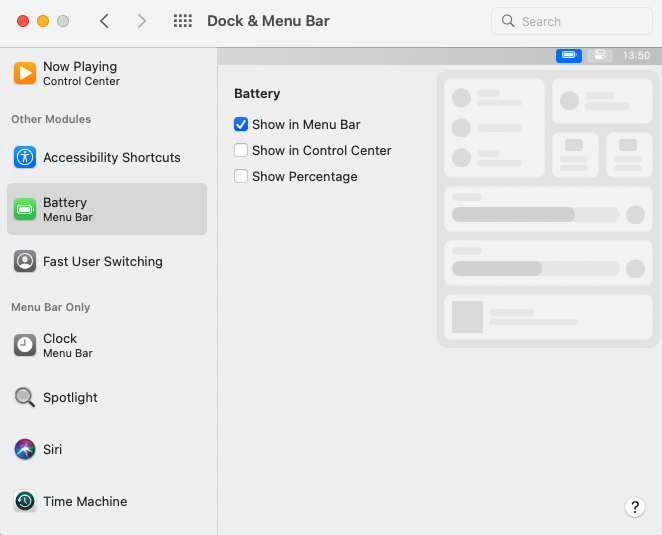 Dock & Menu Bar
Search
Now Playing
Control Center
Other Modules
Accessibility Shortcuts
Battery
Menu Bar
Fast User Switching
Menu Bar Only
Clock
Menu Bar
Spotlight
Siri
Time Machine
13:50
Battery
Show in Menu Bar
Show in Control Center
Show Percentage
?